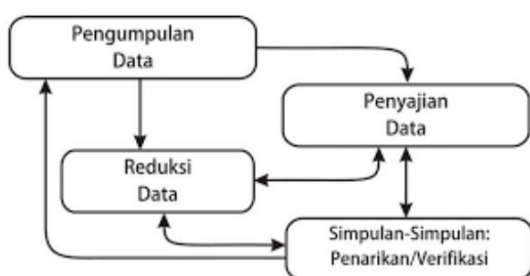 Pengumpulan
Data
Penyajian
Data
Reduksi
Data
Simpulan-Simpulan:
Penarikan/Verifikasi